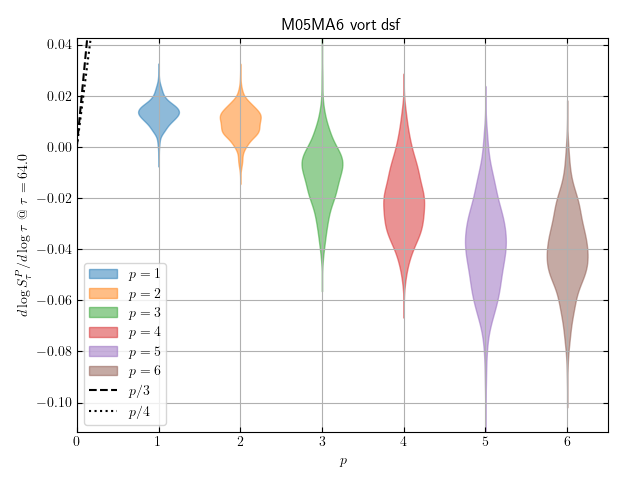 M05MA6 vort dsf
d log S_τ^P / d log τ @ τ = 64.0
0.04
0.02
0.00
−0.02
−0.04
−0.06
−0.08
−0.10
p = 1
p = 2
p = 3
p = 4
p = 5
p = 6
p/3
p/4
0 1 2 3 4 5 6
p